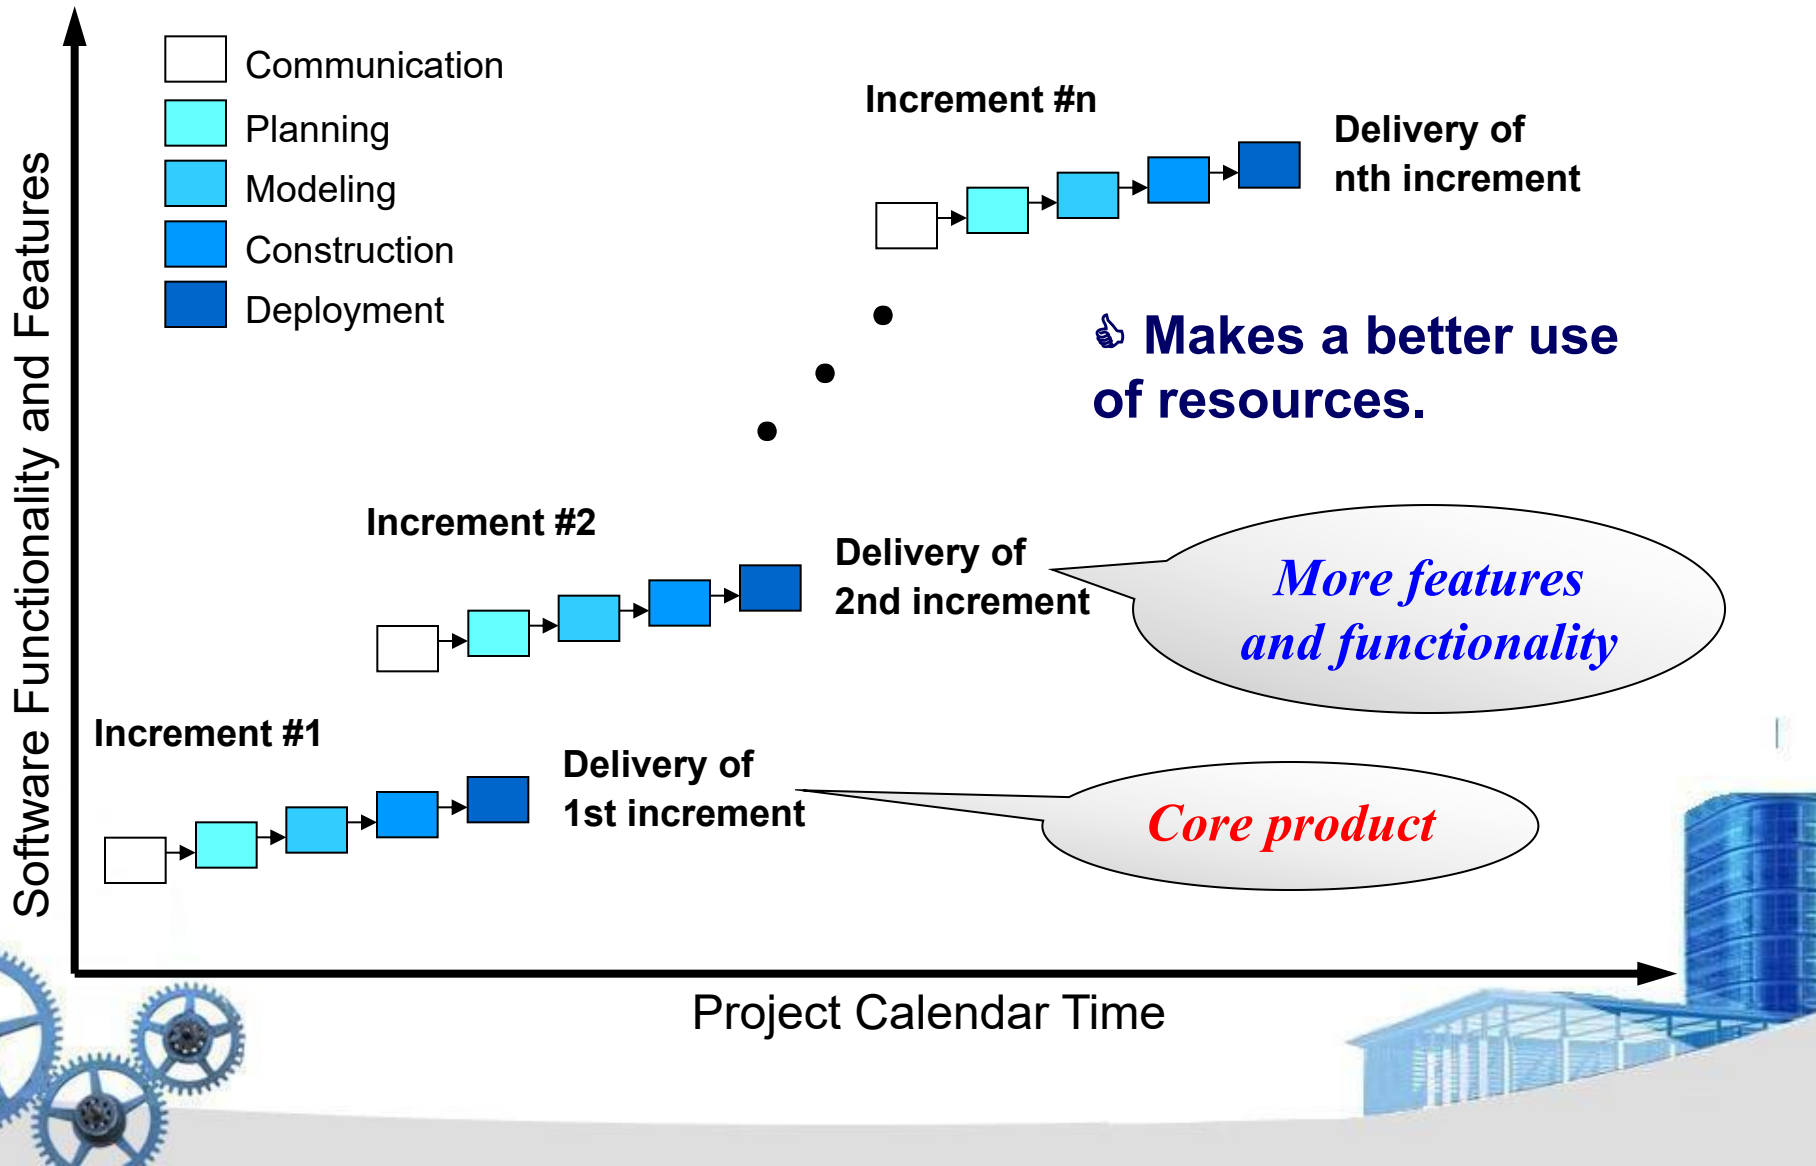 Software Functionality and Features
Communication
Planning
Modeling
Construction
Deployment
Increment #n
Delivery of
nth increment
👍 Makes a better use
of resources.
Increment #2
Delivery of
2nd increment
More features
and functionality
Increment #1
Delivery of
1st increment
Core product
Project Calendar Time